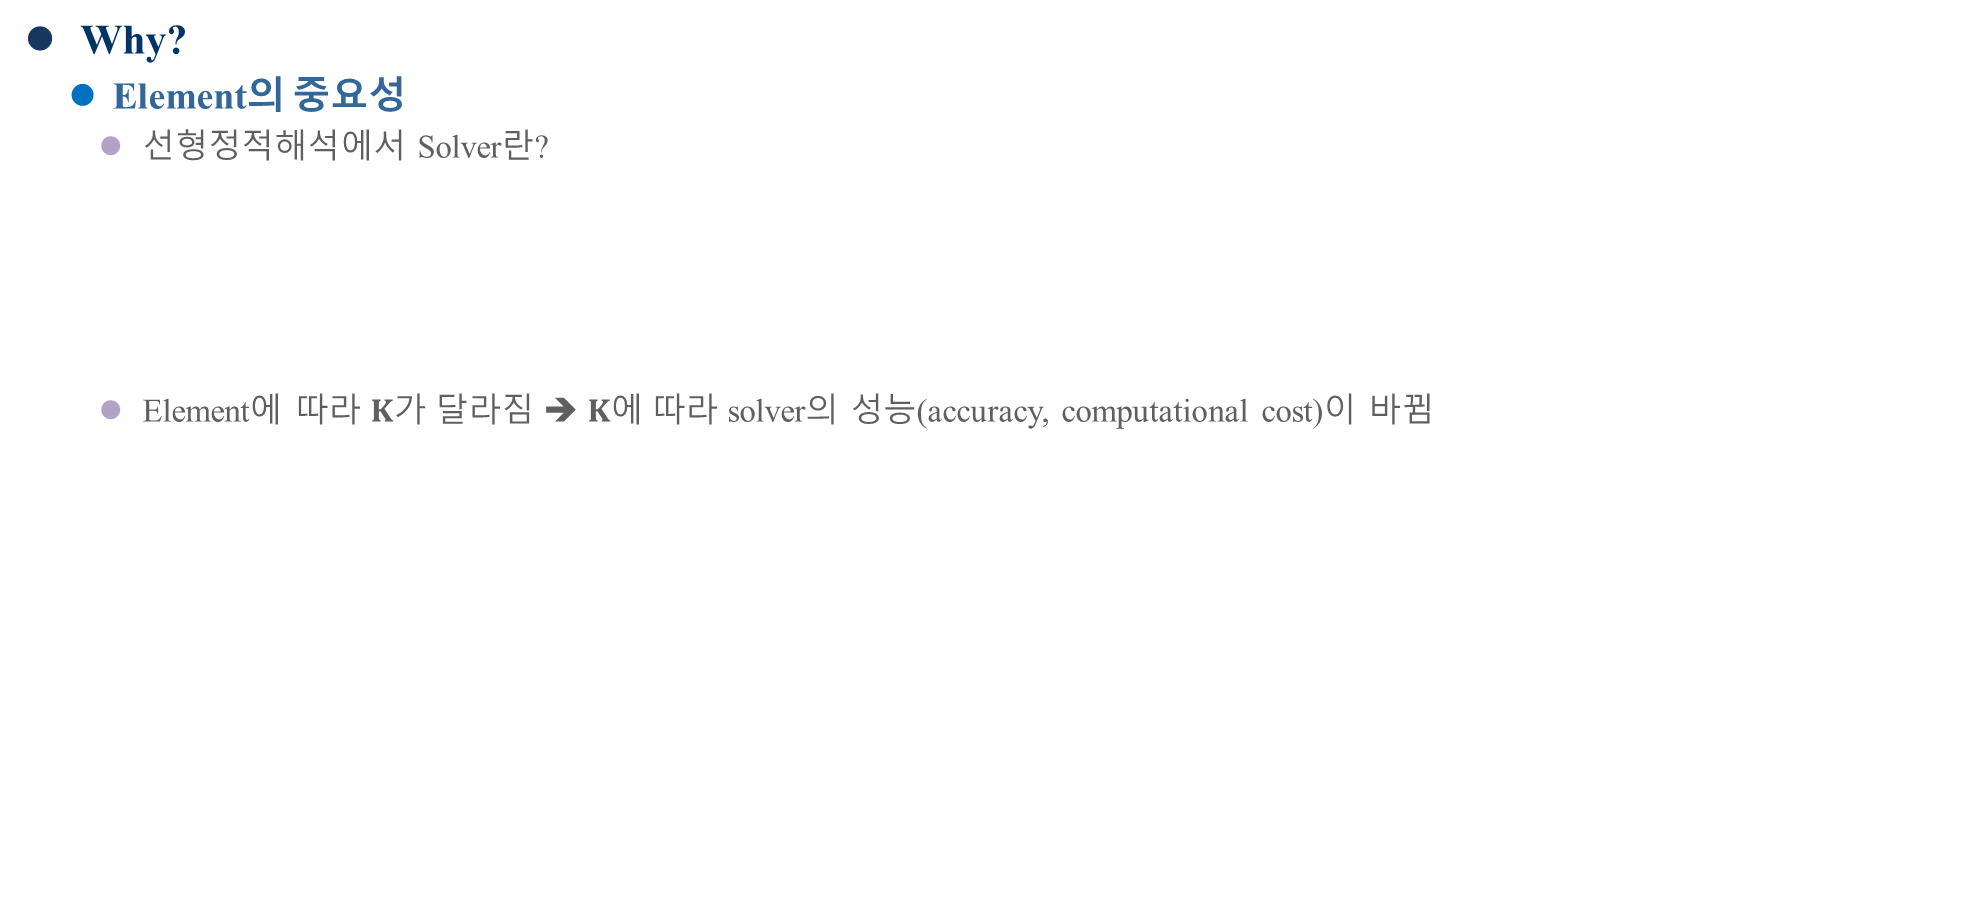 Why?
Element의 중요성
선형정적해석에서 Solver란?
Element에 따라 K가 달라짐 ➔ K에 따라 solver의 성능(accuracy, computational cost)이 바뀜